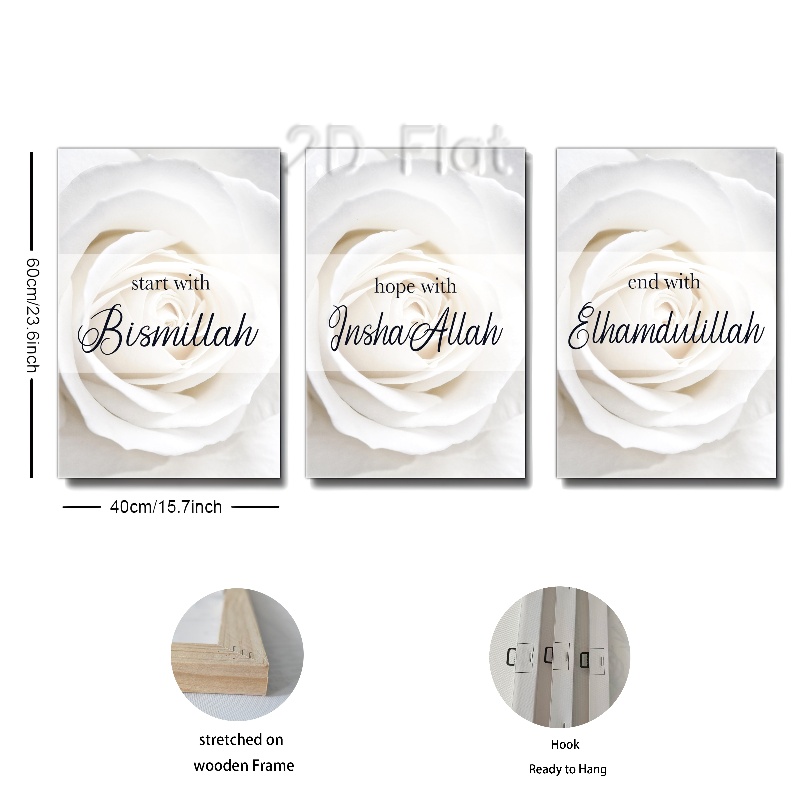 2D Flat
start with
Bismillah
hope with
InshaAllah
end with
Elhamdulillah
60cm/23.6inch
40cm/15.7inch
stretched on
wooden Frame
Hook
Ready to Hang